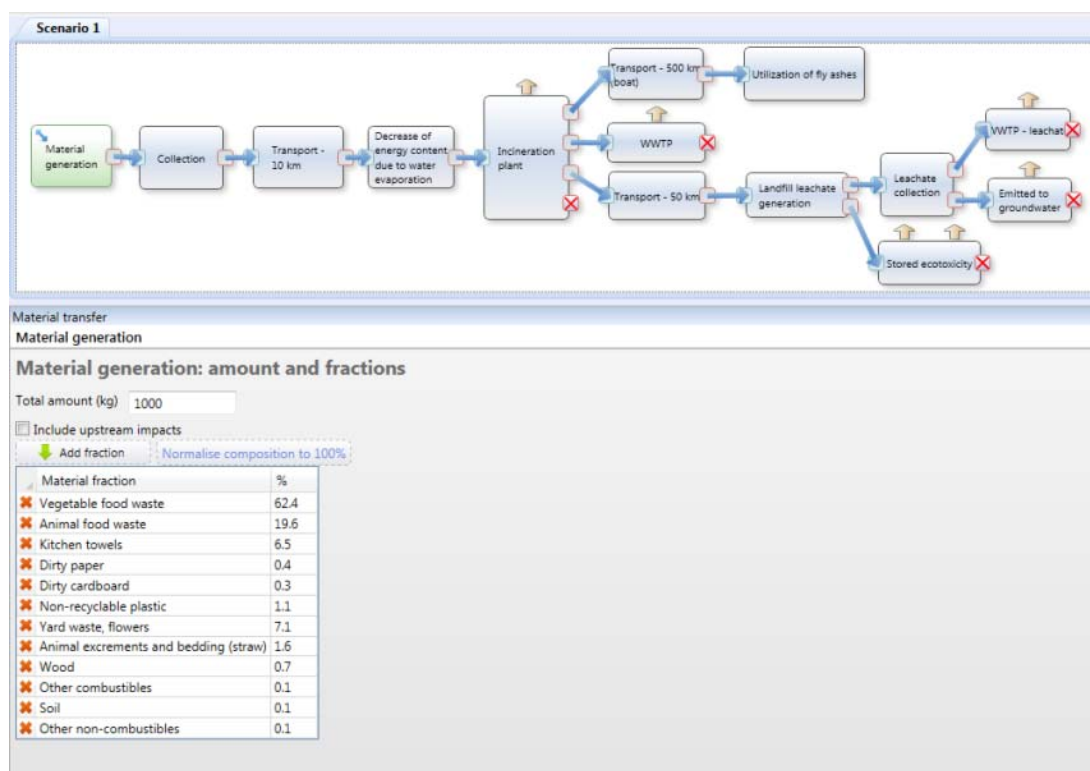 Scenario 1
Material
generation
Collection
Transport -
10 km
Decrease of
energy content
due to water
evaporation
Incineration
plant
Transport - 500 km
(boat)
Utilization of fly ashes
WWTP
Transport - 50 km
Landfill leachate
generation
Leachate
collection
WWTP - leachat
Emitted to
groundwater
Stored ecotoxicity
Material transfer
Material generation
Material generation: amount and fractions
Total amount (kg) 1000
Include upstream impacts
Add fraction Normalise composition to 100%
Material fraction %
Vegetable food waste 62.4
Animal food waste 19.6
Kitchen towels 6.5
Dirty paper 0.4
Dirty cardboard 0.3
Non-recyclable plastic 1.1
Yard waste, flowers 7.1
Animal excrements and bedding (straw) 1.6
Wood 0.7
Other combustibles 0.1
Soil 0.1
Other non-combustibles 0.1